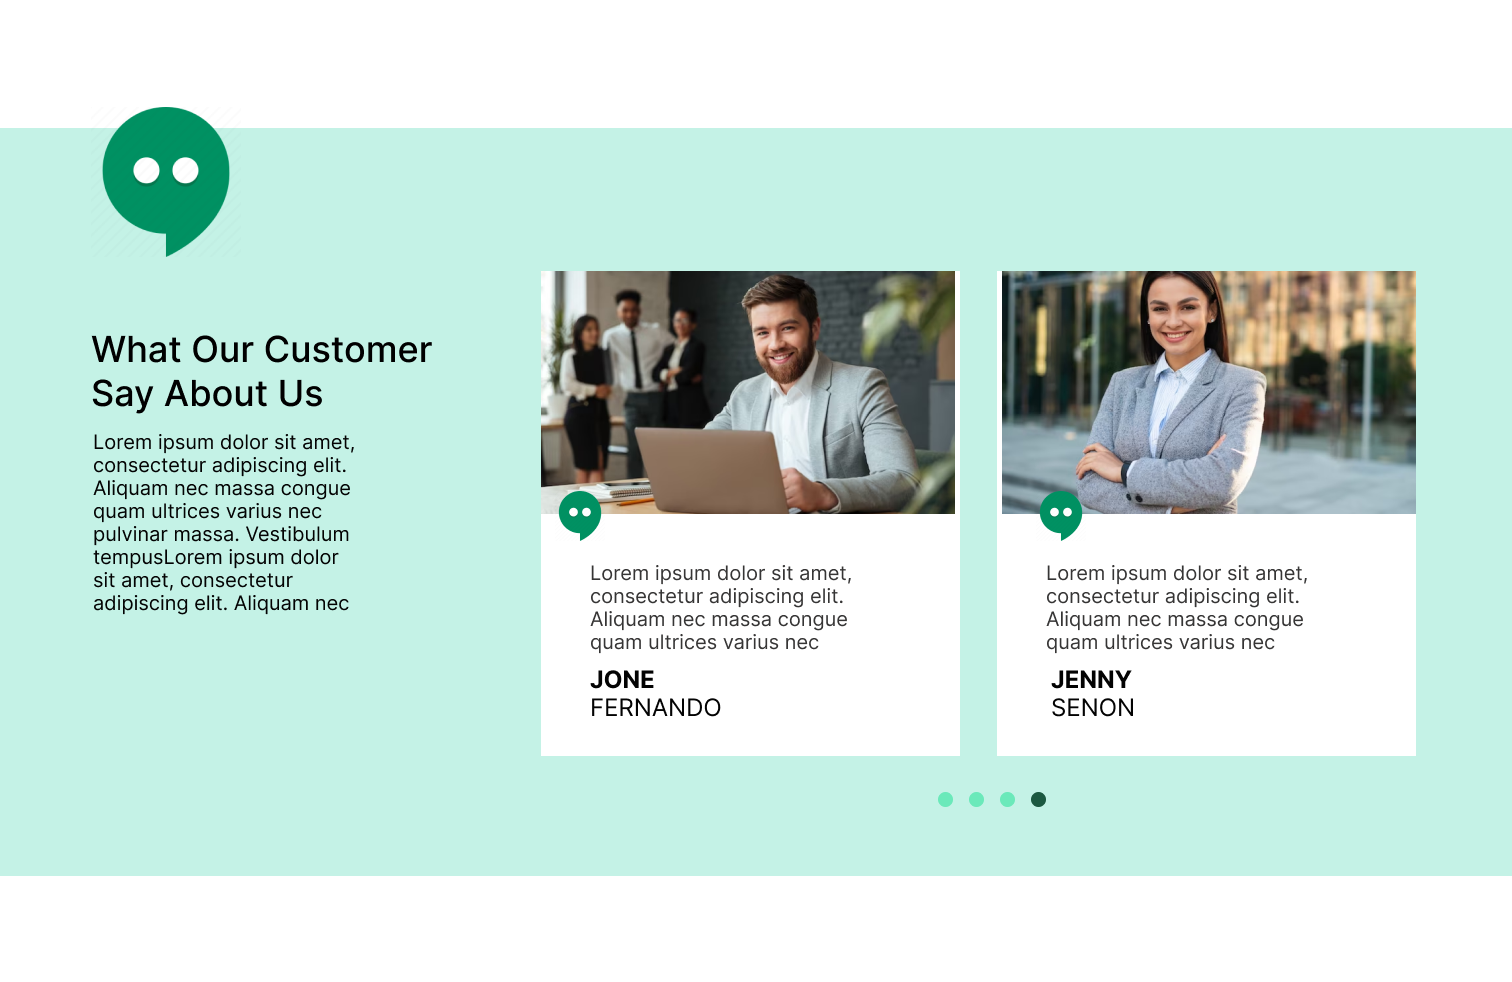 What Our Customer
Say About Us
Lorem ipsum dolor sit amet,
consectetur adipiscing elit.
Aliquam nec massa congue
quam ultrices varius nec
pulvinar massa. Vestibulum
tempusLorem ipsum dolor
sit amet, consectetur
adipiscing elit. Aliquam nec
Lorem ipsum dolor sit amet,
consectetur adipiscing elit.
Aliquam nec massa congue
quam ultrices varius nec
JONE
FERNANDO
Lorem ipsum dolor sit amet,
consectetur adipiscing elit.
Aliquam nec massa congue
quam ultrices varius nec
JENNY
SENON